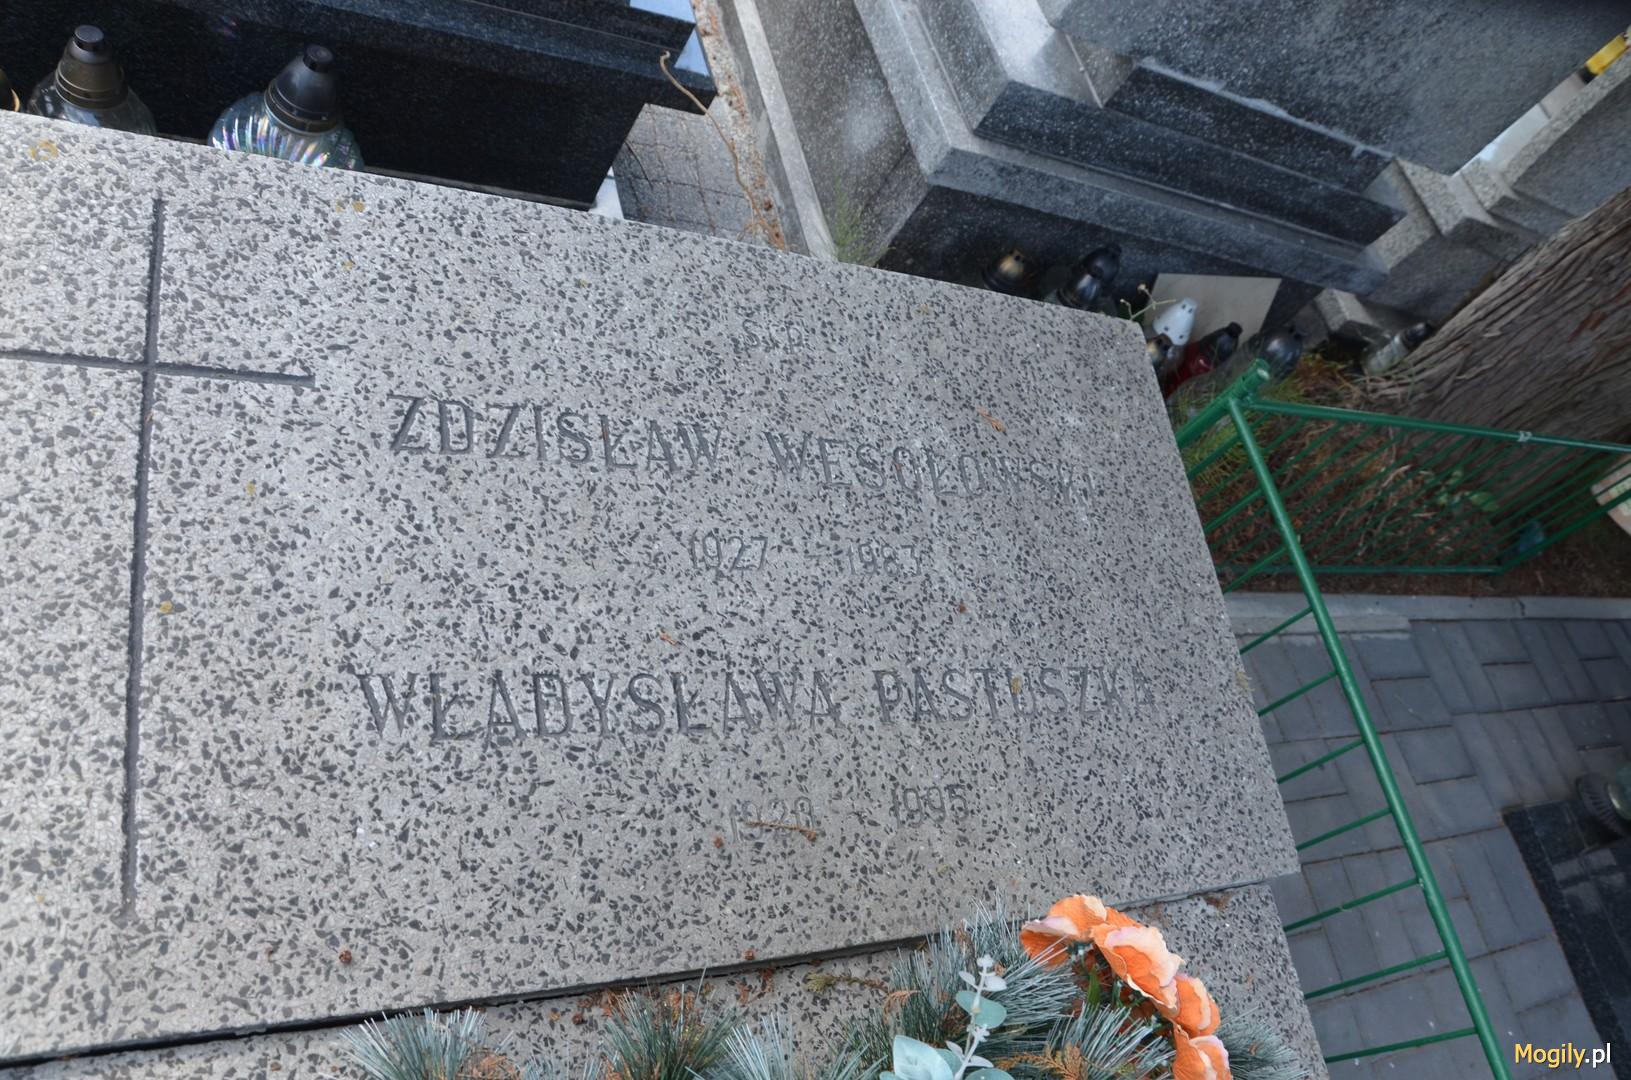 Ś.Ɨ P.
ZDZISŁAW WESOŁOWSKI
1927 1983
WŁADYSŁAWA PASTUSZKA
1995
Mogily.pl